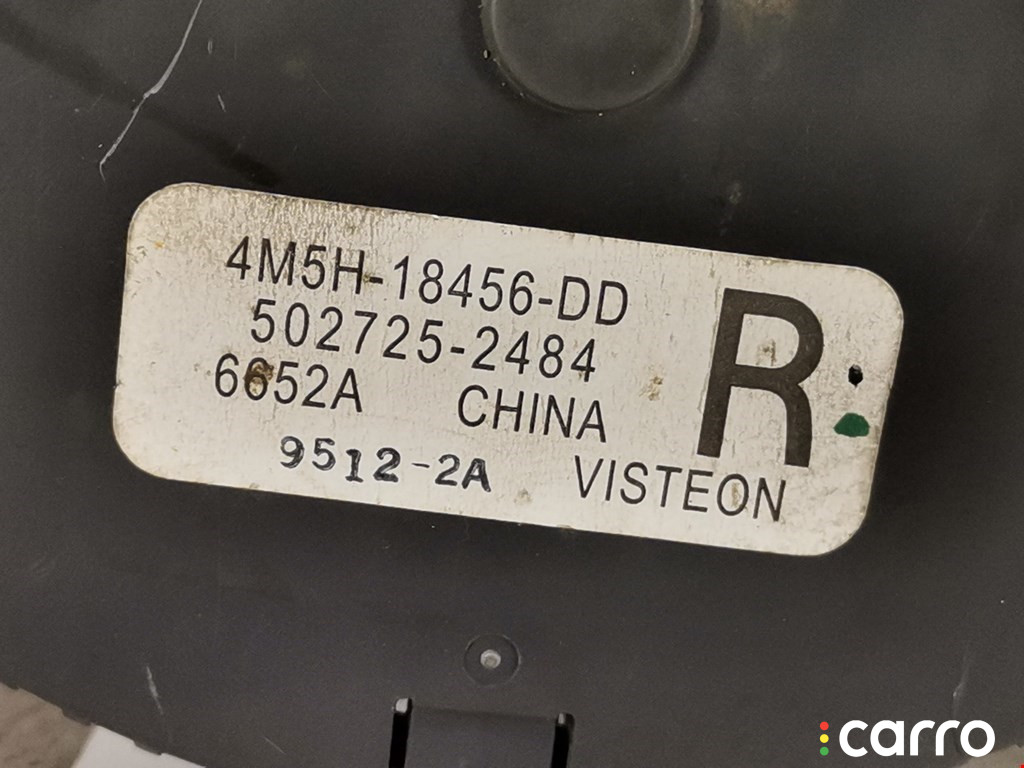 4M5H-18456-DD
502725-2484
6652A CHINA
9512-2A VISTEON
R
carro